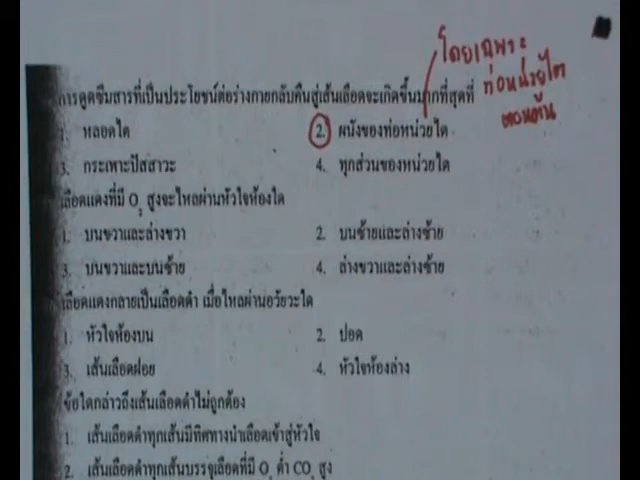 โดยเฉพาะ
ท่อหน่วยไต
ตอนต้น
การดูดซึมสารที่เป็นประโยชน์ต่อร่างกายกลับคืนสู่เส้นเลือดจะเกิดขึ้นมากที่สุดที่
1. หลอดไต 2. ผนังของท่อหน่วยไต
3. กระเพาะปัสสาวะ 4. ทุกส่วนของหน่วยไต
เลือดแดงที่มี O₂ สูงจะไหลผ่านหัวใจห้องใด
1. บนขวาและล่างขวา 2. บนซ้ายและล่างซ้าย
3. บนขวาและบนซ้าย 4. ล่างขวาและล่างซ้าย
เลือดแดงกลายเป็นเลือดดำ เมื่อไหลผ่านอวัยวะใด
1. หัวใจห้องบน 2. ปอด
3. เส้นเลือดฝอย 4. หัวใจห้องล่าง
ข้อใดกล่าวถึงเส้นเลือดดำไม่ถูกต้อง
1. เส้นเลือดดำทุกเส้นมีทิศทางนำเลือดเข้าสู่หัวใจ
2. เส้นเลือดดำทุกเส้นบรรจุเลือดที่มี O₂ ต่ำ CO₂ สูง